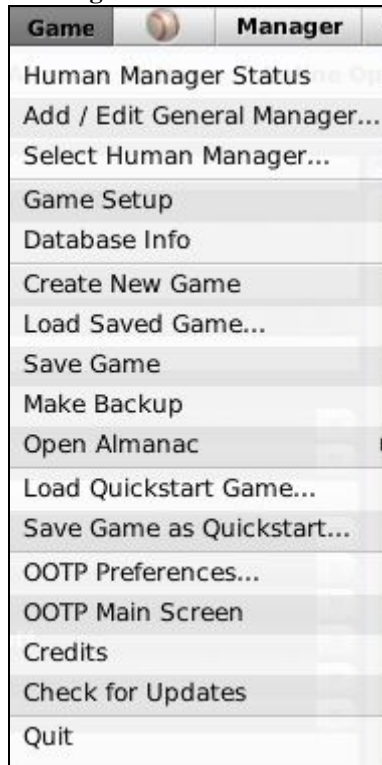 Game Manager
Human Manager Status
Add / Edit General Manager...
Select Human Manager...
Game Setup
Database Info
Create New Game
Load Saved Game...
Save Game
Make Backup
Open Almanac
Load Quickstart Game...
Save Game as Quickstart...
OOTP Preferences...
OOTP Main Screen
Credits
Check for Updates
Quit